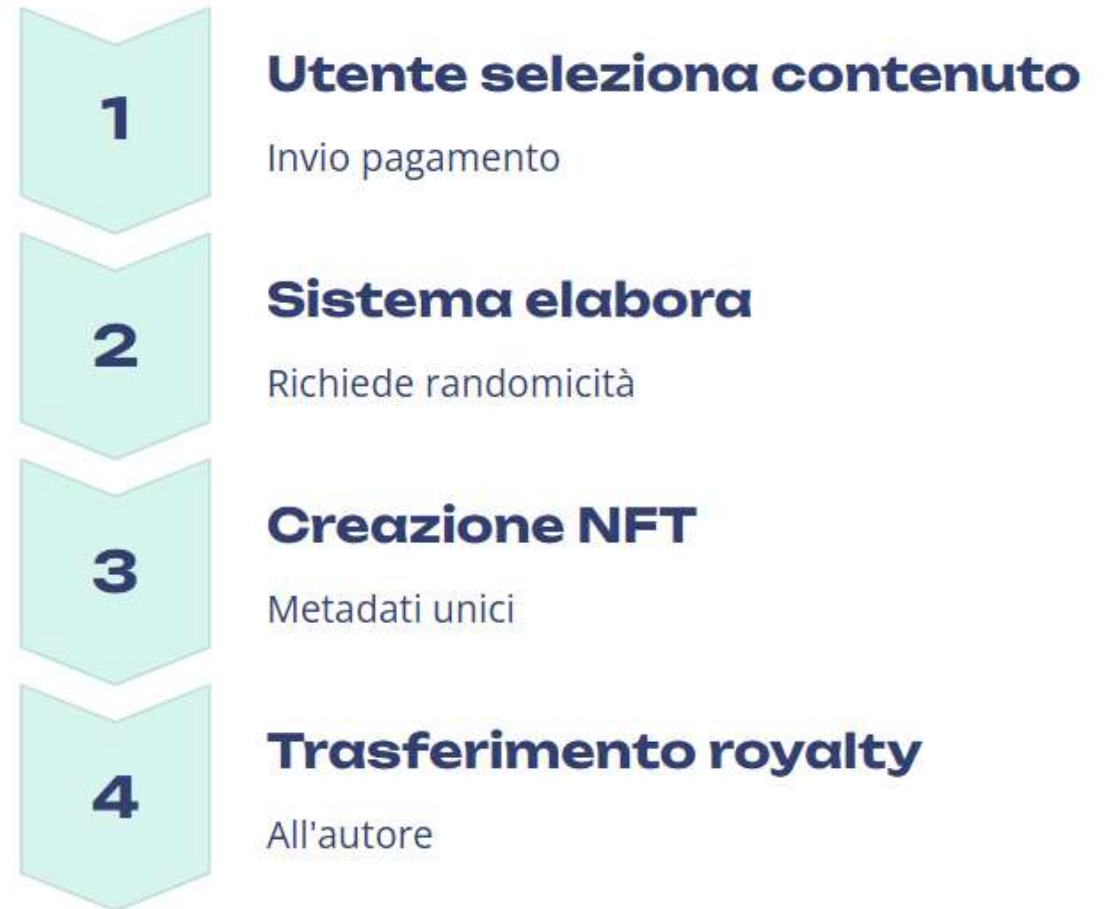 1
Utente seleziona contenuto
Invio pagamento
2
Sistema elabora
Richiede randomicità
3
Creazione NFT
Metadati unici
4
Trasferimento royalty
All'autore